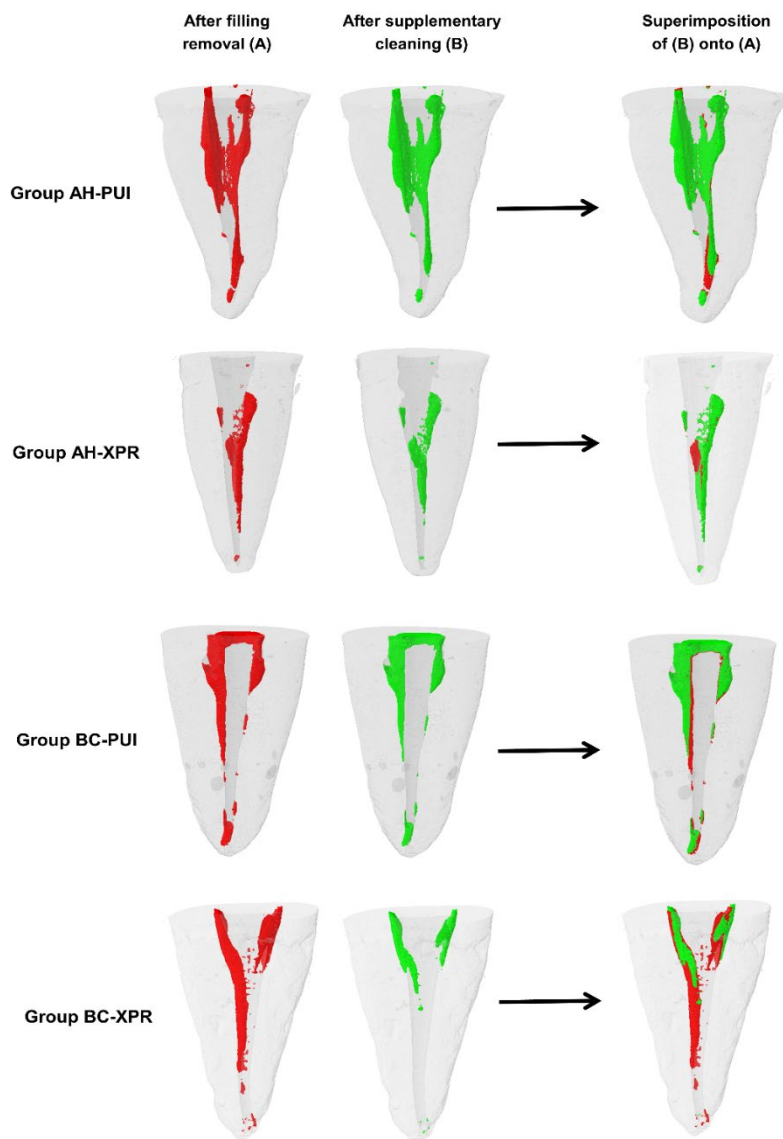 After filling
removal (A)
After supplementary
cleaning (B)
Superimposition
of (B) onto (A)
Group AH-PUI
Group AH-XPR
Group BC-PUI
Group BC-XPR